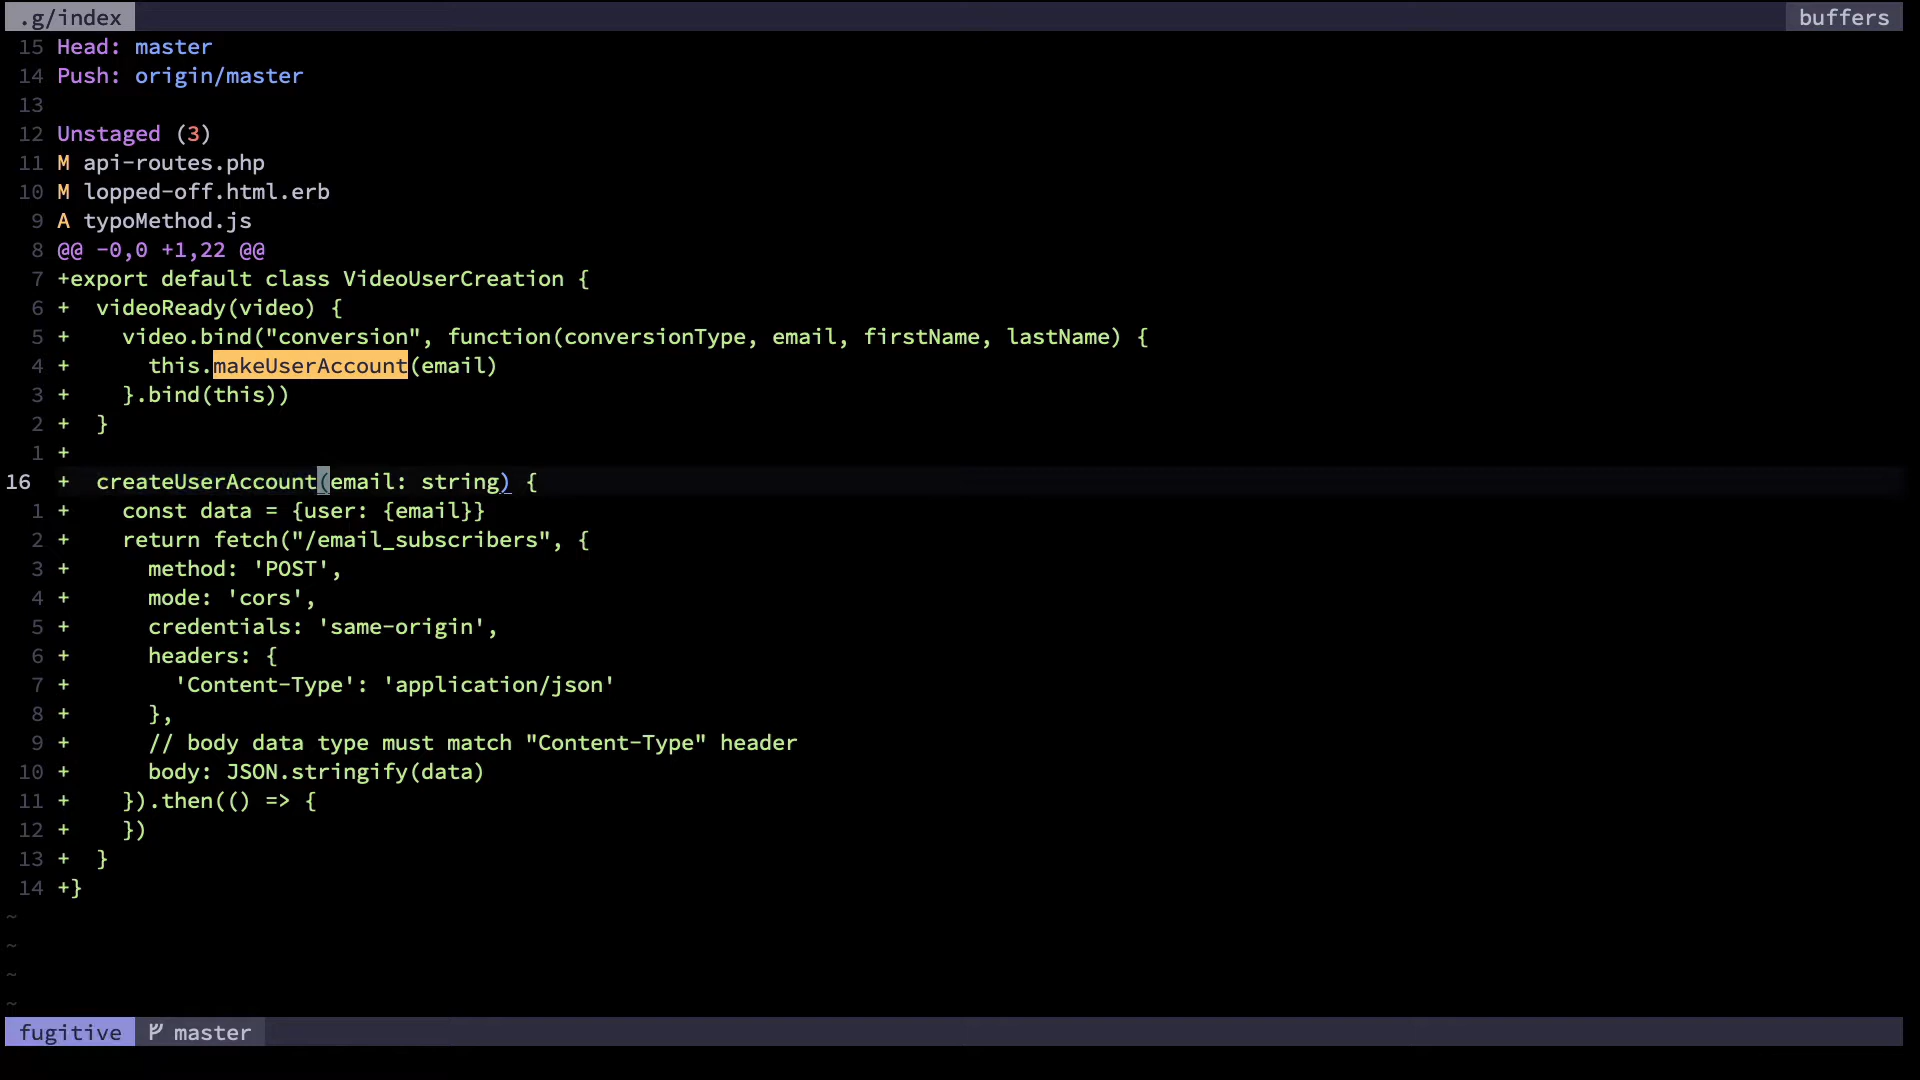 .g/index buffers
15 Head: master
14 Push: origin/master
13
12 Unstaged (3)
11 M api-routes.php
10 M lopped-off.html.erb
9 A typoMethod.js
8 @@ -0,0 +1,22 @@
7 +export default class VideoUserCreation {
6 +  videoReady(video) {
5 +    video.bind("conversion", function(conversionType, email, firstName, lastName) {
4 +      this.makeUserAccount(email)
3 +    }.bind(this))
2 +  }
1 +
16 +  createUserAccount(email: string) {
1 +    const data = {user: {email}}
2 +    return fetch("/email_subscribers", {
3 +      method: 'POST',
4 +      mode: 'cors',
5 +      credentials: 'same-origin',
6 +      headers: {
7 +        'Content-Type': 'application/json'
8 +      },
9 +      // body data type must match "Content-Type" header
10 +      body: JSON.stringify(data)
11 +    }).then(() => {
12 +    })
13 +  }
14 +}
~
~
~
~
fugitive master